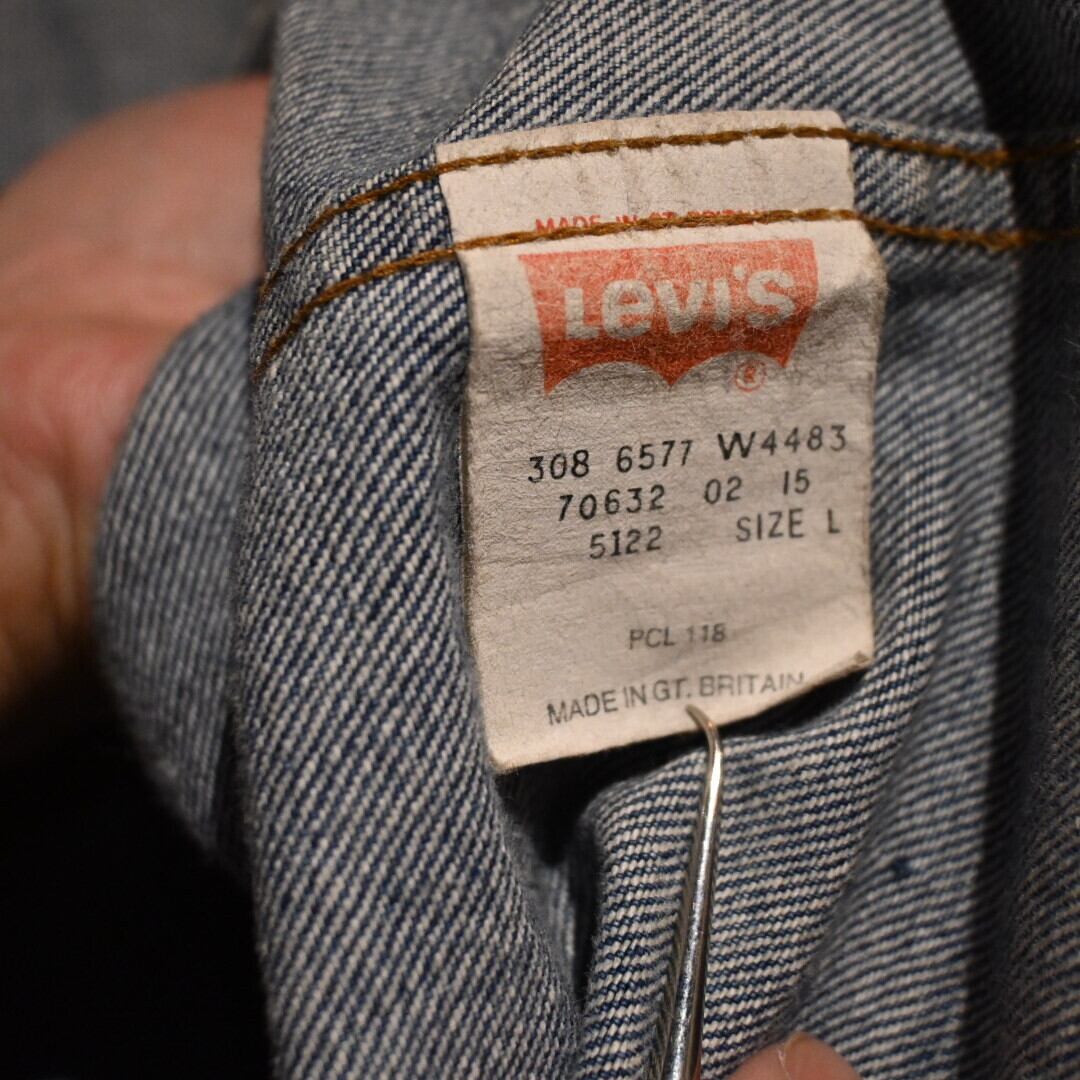 MADE IN GT. BRITAIN
Levi's
®
308 6577 W4483
70632 02 15
5122 SIZE L
PCL 118
MADE IN GT. BRITAIN